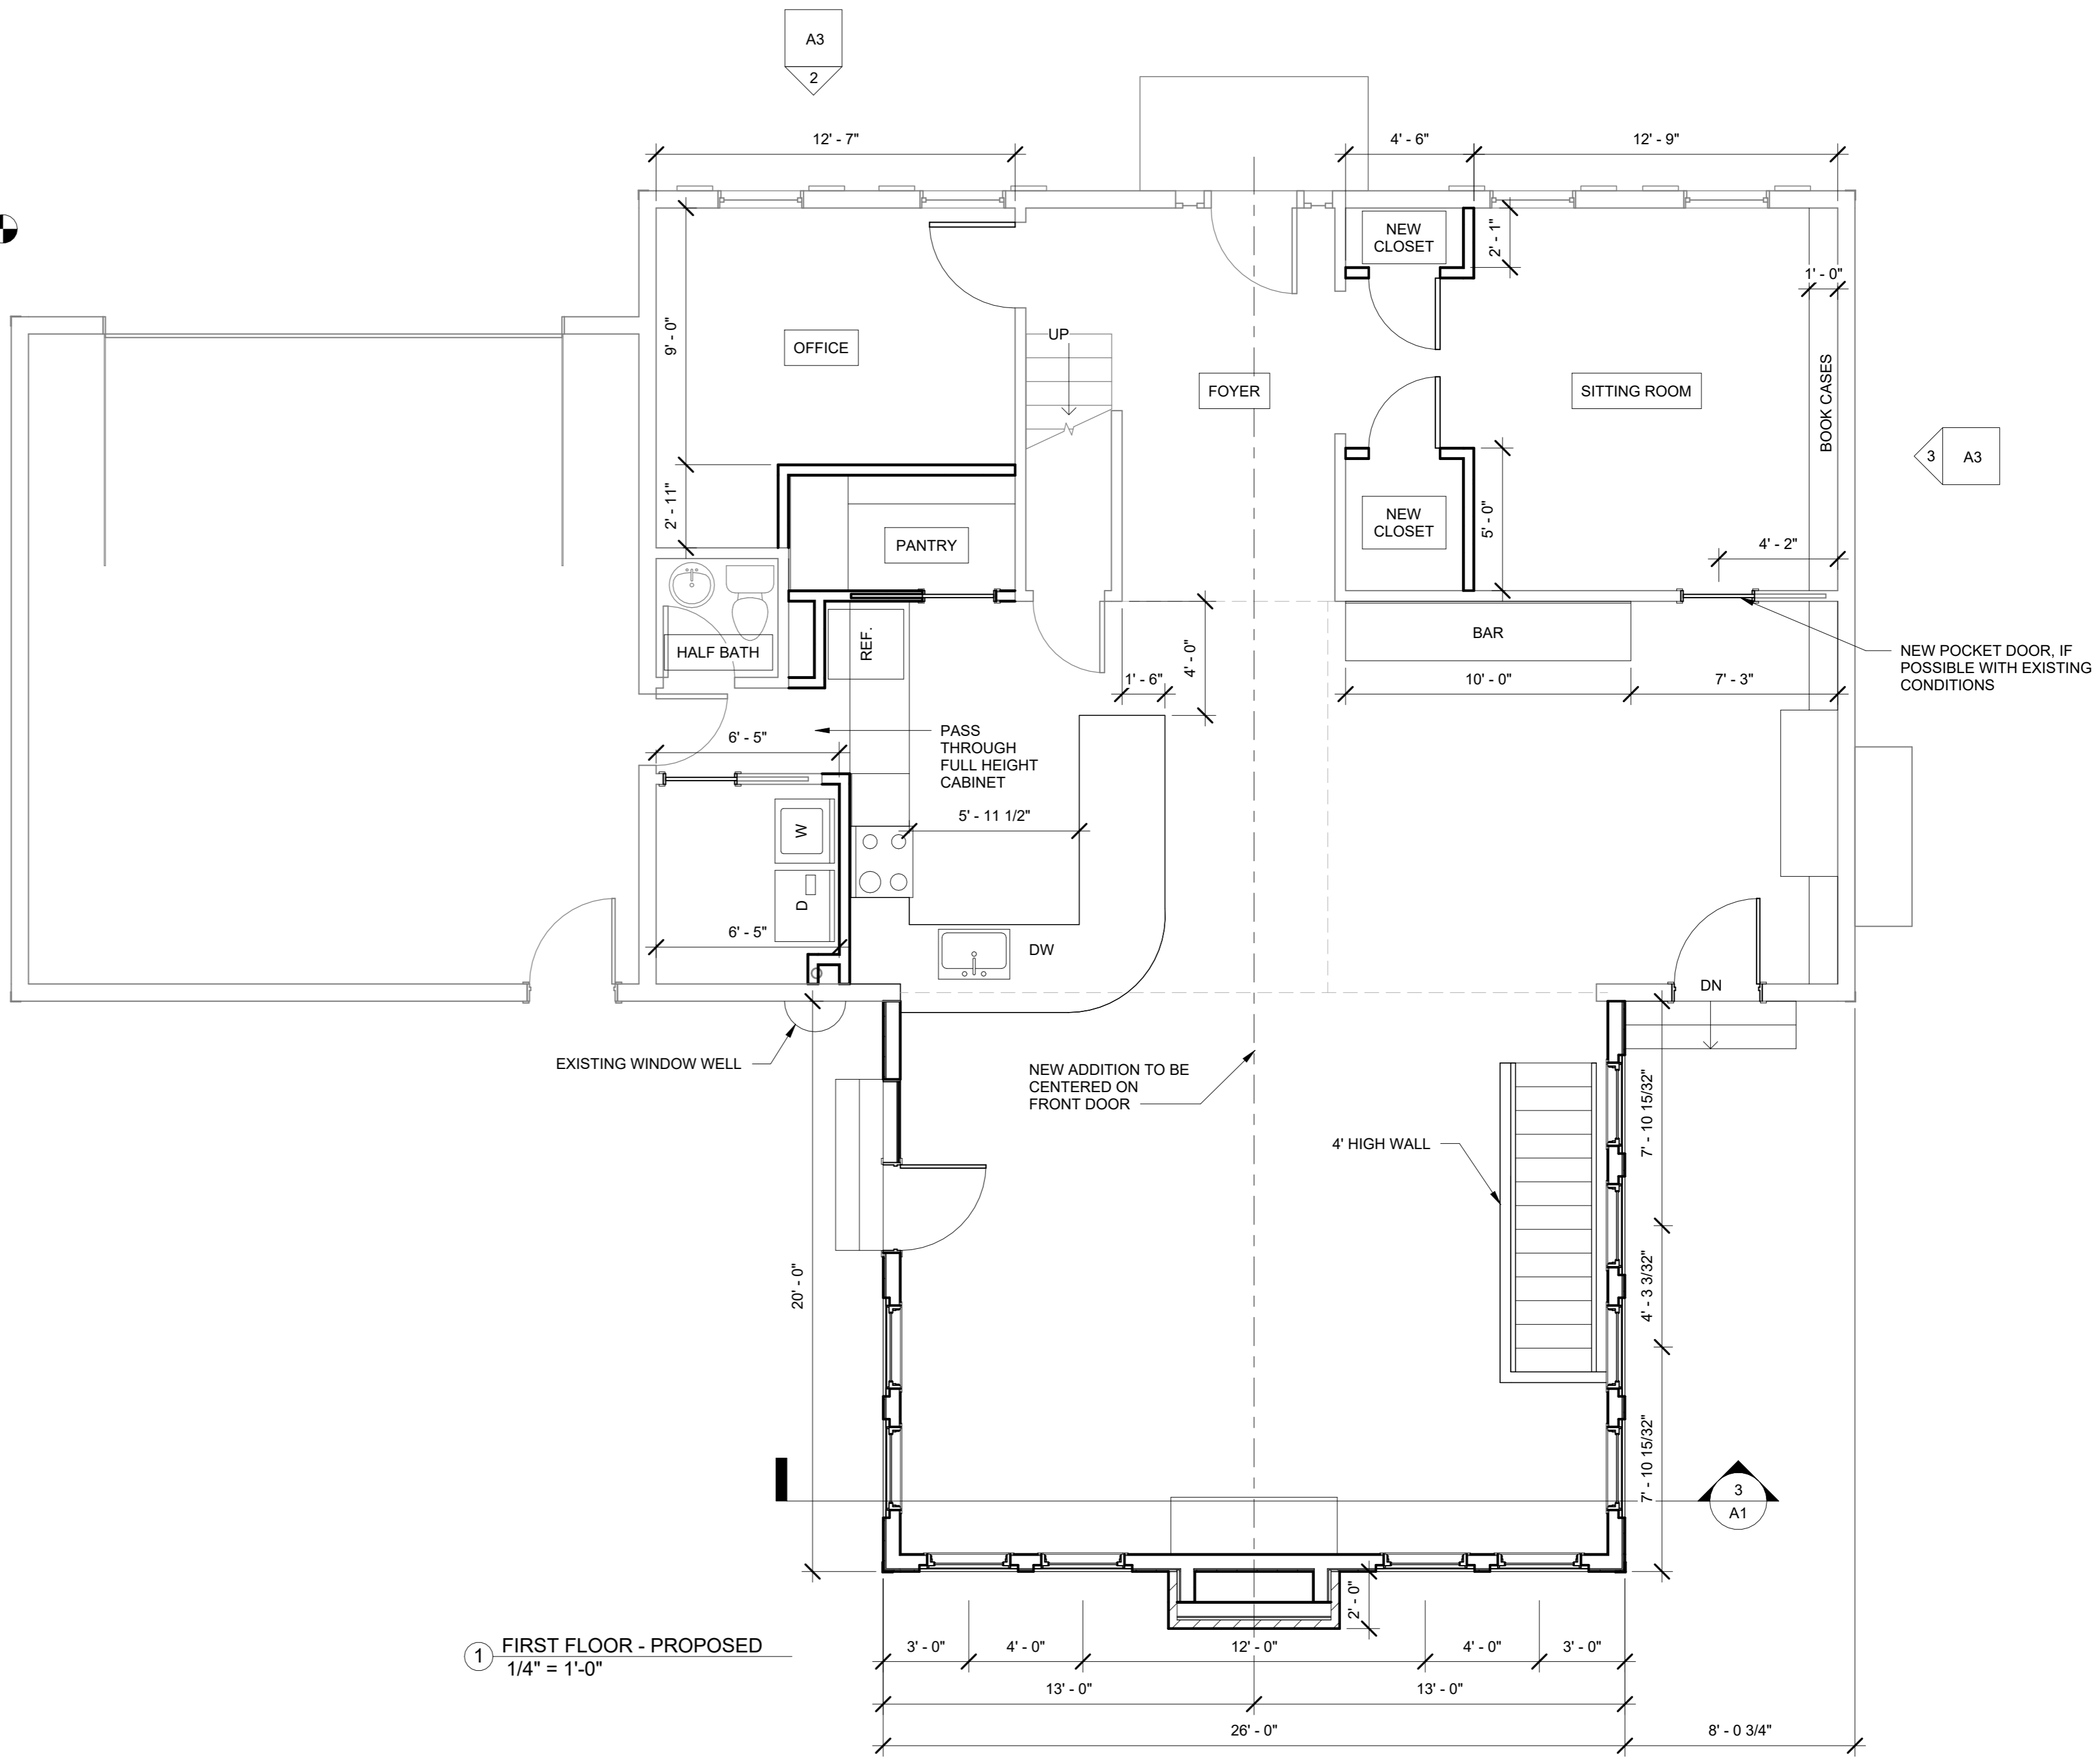 A3
2
12' - 7"
4' - 6"
12' - 9"
NEW
CLOSET
2' - 1"
1' - 0"
9' - 0"
OFFICE
UP
FOYER
SITTING ROOM
BOOK CASES
3
A3
2' - 11"
PANTRY
NEW
CLOSET
5' - 0"
4' - 2"
HALF BATH
REF.
4' - 0"
1' - 6"
BAR
10' - 0"
7' - 3"
NEW POCKET DOOR, IF
POSSIBLE WITH EXISTING
CONDITIONS
6' - 5"
PASS
THROUGH
FULL HEIGHT
CABINET
5' - 11 1/2"
W
D
6' - 5"
DW
DN
EXISTING WINDOW WELL
NEW ADDITION TO BE
CENTERED ON
FRONT DOOR
4' HIGH WALL
7' - 10 15/32"
20' - 0"
4' - 3 3/32"
7' - 10 15/32"
3
A1
2' - 0"
1
FIRST FLOOR - PROPOSED
1/4" = 1'-0"
3' - 0"
4' - 0"
12' - 0"
4' - 0"
3' - 0"
13' - 0"
13' - 0"
26' - 0"
8' - 0 3/4"